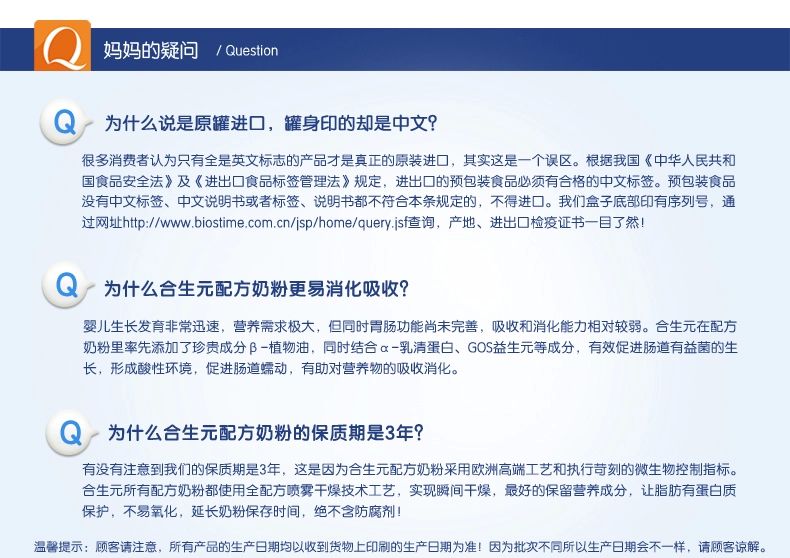 Q 妈妈的疑问 / Question
Q 为什么说是原罐进口，罐身印的却是中文？
很多消费者认为只有全是英文标志的产品才是真正的原装进口，其实这是一个误区。根据我国《中华人民共和
国食品安全法》及《进出口食品标签管理法》规定，进出口的预包装食品必须有合格的中文标签。预包装食品
没有中文标签、中文说明书或者标签、说明书都不符合本条规定的，不得进口。我们盒子底部印有序列号，通
过网址http://www.biostime.com.cn/jsp/home/query.jsf查询，产地、进出口检疫证书一目了然！
Q 为什么合生元配方奶粉更易消化吸收？
婴儿生长发育非常迅速，营养需求极大，但同时胃肠功能尚未完善，吸收和消化能力相对较弱。合生元在配方
奶粉里率先添加了珍贵成分β-植物油，同时结合α-乳清蛋白、GOS益生元等成分，有效促进肠道有益菌的生
长，形成酸性环境，促进肠道蠕动，有助对营养物的吸收消化。
Q 为什么合生元配方奶粉的保质期是3年？
有没有注意到我们的保质期是3年，这是因为合生元配方奶粉采用欧洲高端工艺和执行苛刻的微生物控制指标。
合生元所有配方奶粉都使用全配方喷雾干燥技术工艺，实现瞬间干燥，最好的保留营养成分，让脂肪有蛋白质
保护，不易氧化，延长奶粉保存时间，绝不含防腐剂！
温馨提示：顾客请注意，所有产品的生产日期均以收到货物上印刷的生产日期为准！因为批次不同所以生产日期会不一样，请顾客谅解。